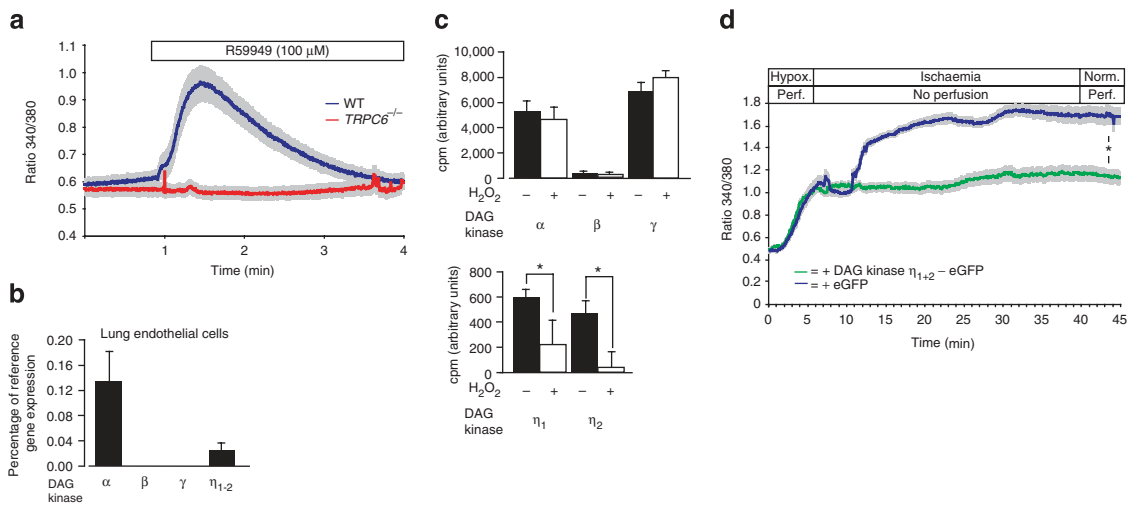 a
R59949 (100 μM)
Ratio 340/380
1.1
1.0
0.9
0.8
0.7
0.6
0.5
0.4
WT
TRPC6−/−
1 2 3 4
Time (min)
b
Lung endothelial cells
Percentage of reference
gene expression
0.20
0.16
0.12
0.08
0.04
0.00
DAG
kinase
α β γ η1-2
c
cpm (arbitrary units)
10,000
8,000
6,000
4,000
2,000
0
H2O2 – + – + – +
DAG
kinase
α β γ
cpm (arbitrary units)
800
600
400
200
0
* *
H2O2 – + – +
DAG
kinase
η1 η2
d
Hypox. Ischaemia Norm.
Perf. No perfusion Perf.
Ratio 340/380
1.8
1.6
1.4
1.2
1.0
0.8
0.6
0.4
0.2
0
*
= + DAG kinase η1+2 – eGFP
= + eGFP
0 5 10 15 20 25 30 35 40 45
Time (min)